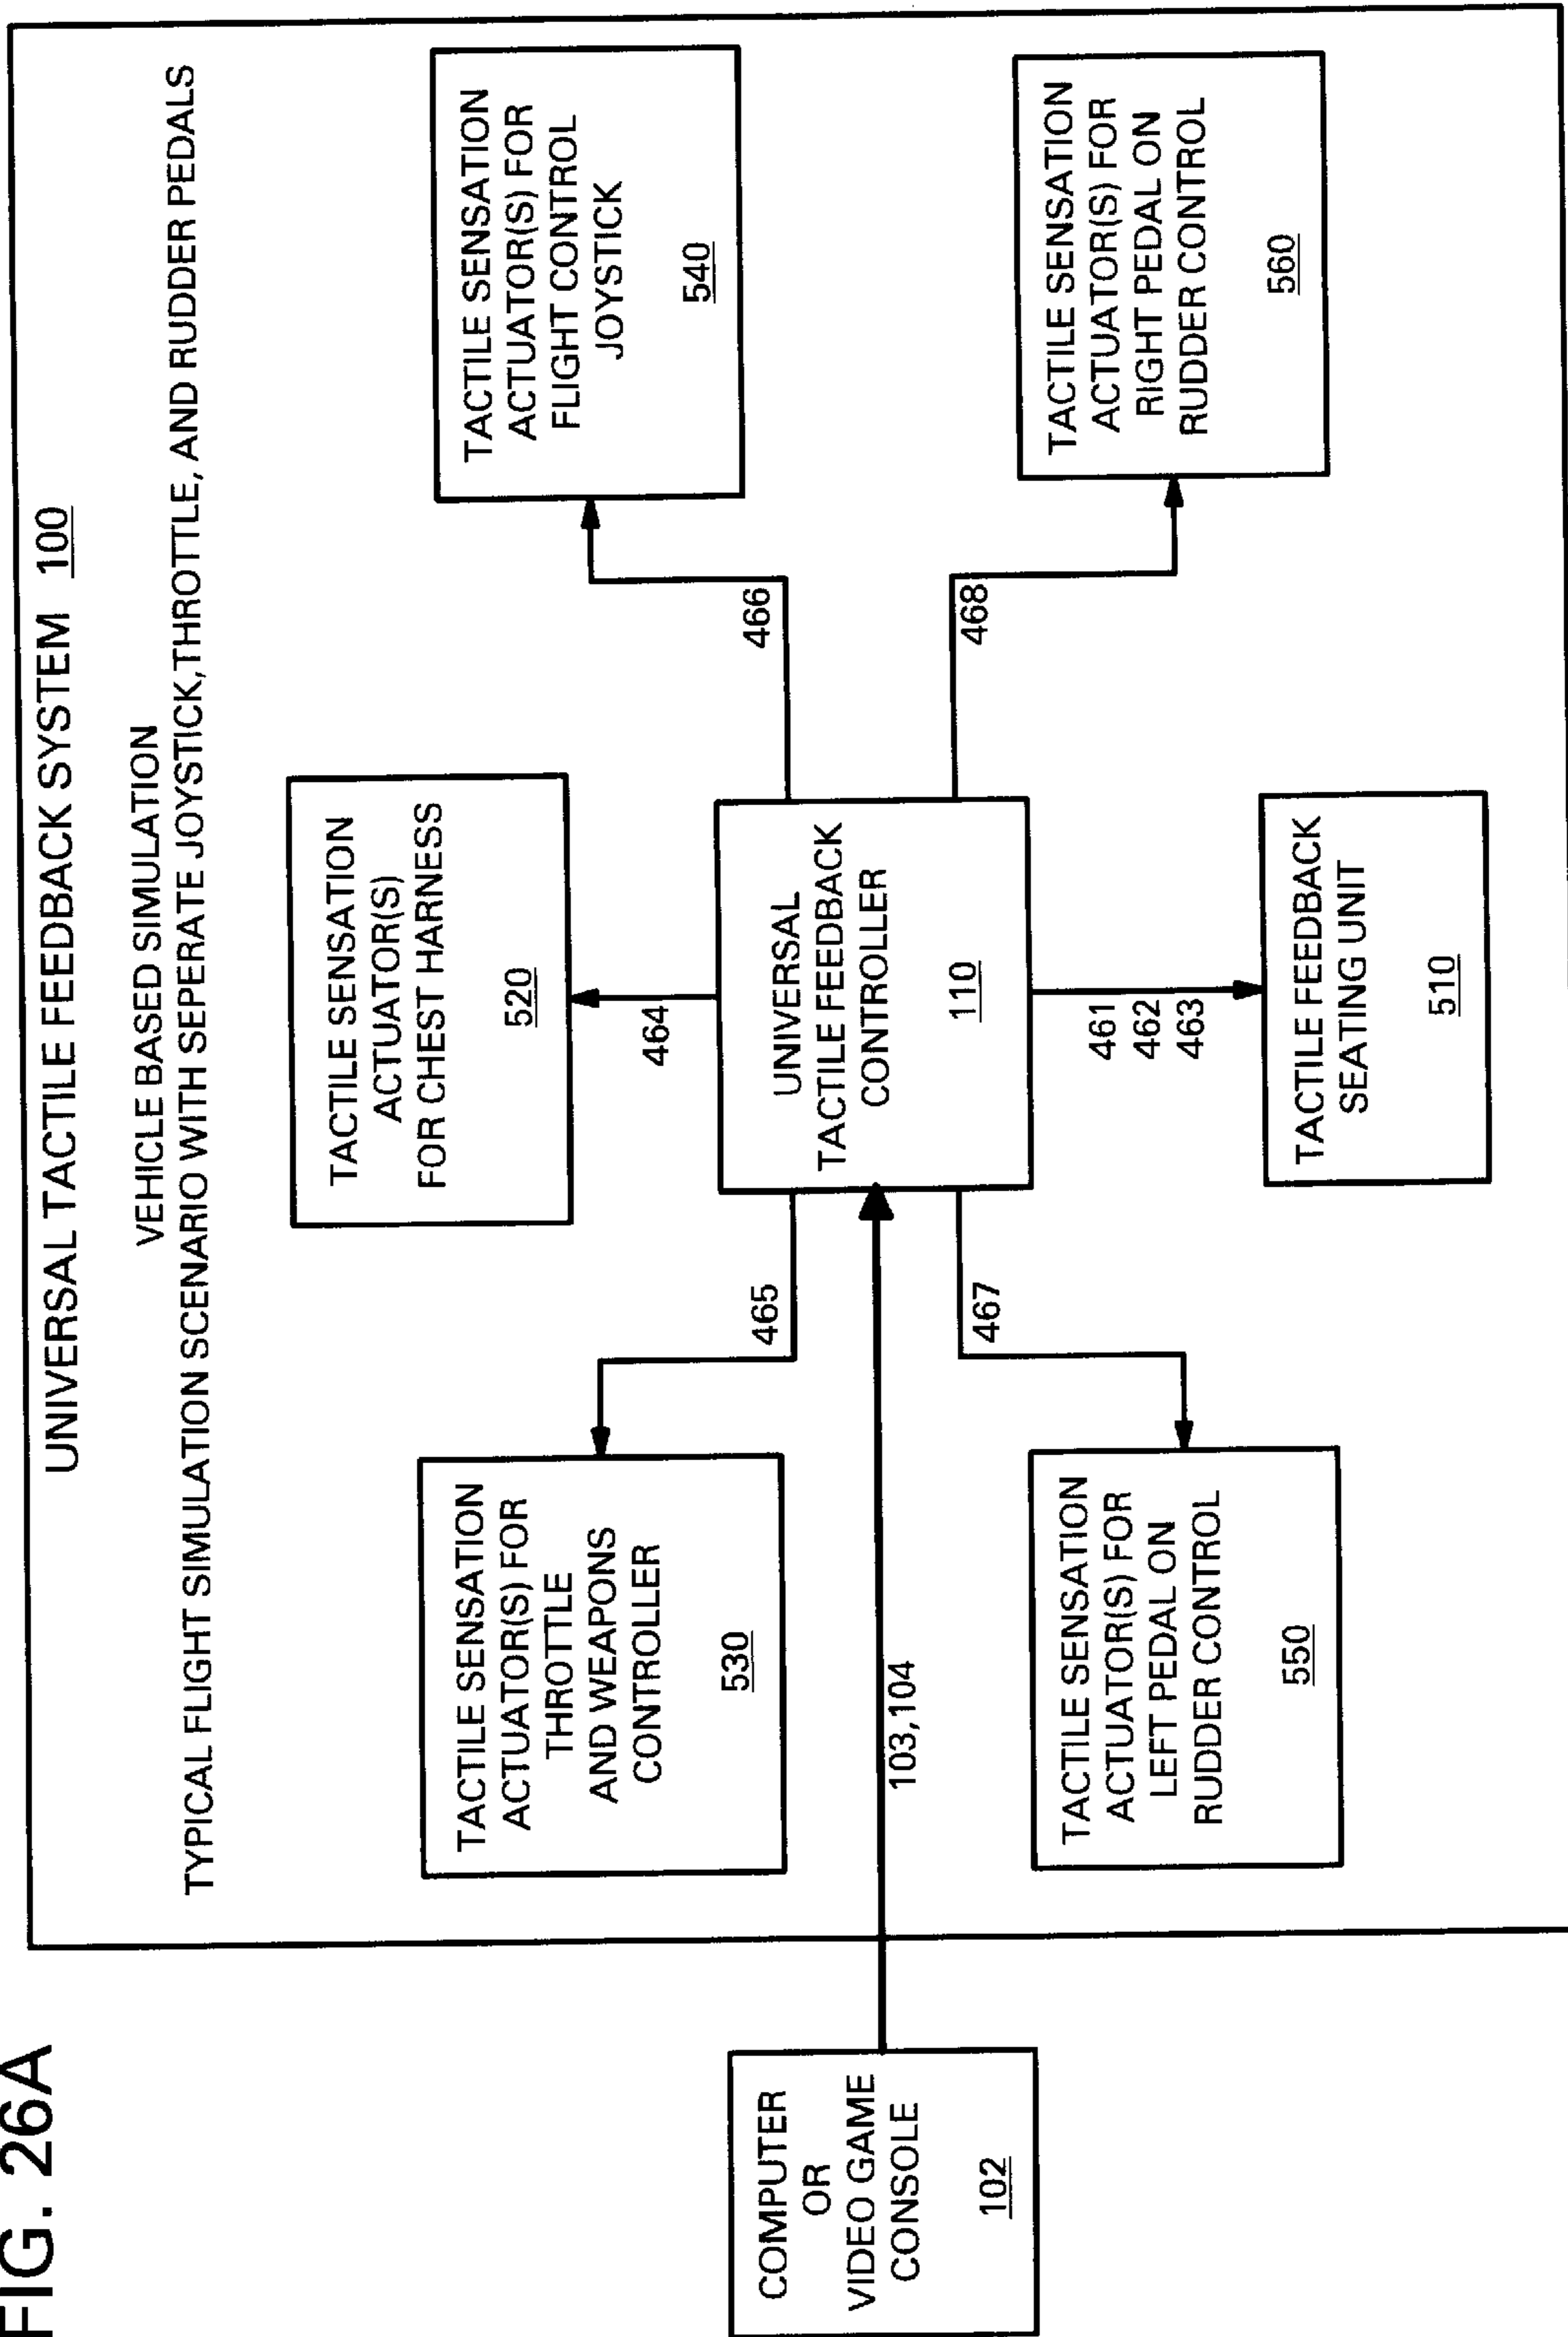 FIG. 26A
UNIVERSAL TACTILE FEEDBACK SYSTEM 100
VEHICLE BASED SIMULATION
TYPICAL FLIGHT SIMULATION SCENARIO WITH SEPERATE JOYSTICK,THROTTLE, AND RUDDER PEDALS
TACTILE SENSATION
ACTUATOR(S)
FOR CHEST HARNESS
520
TACTILE SENSATION
ACTUATOR(S) FOR
THROTTLE
AND WEAPONS
CONTROLLER
530
TACTILE SENSATION
ACTUATOR(S) FOR
FLIGHT CONTROL
JOYSTICK
540
464
465
466
COMPUTER
OR
VIDEO GAME
CONSOLE
102
103,104
UNIVERSAL
TACTILE FEEDBACK
CONTROLLER
110
467
468
461
462
463
TACTILE SENSATION
ACTUATOR(S) FOR
LEFT PEDAL ON
RUDDER CONTROL
550
TACTILE FEEDBACK
SEATING UNIT
510
TACTILE SENSATION
ACTUATOR(S) FOR
RIGHT PEDAL ON
RUDDER CONTROL
560